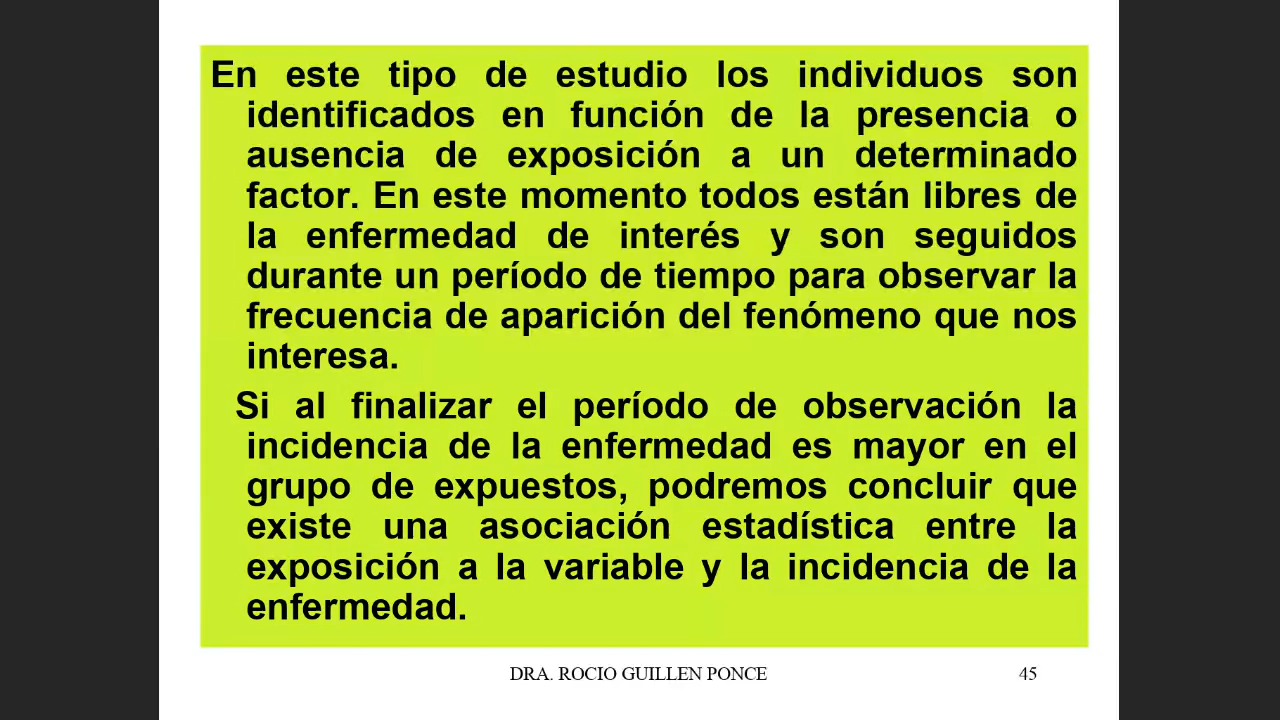 En este tipo de estudio los individuos son
identificados en función de la presencia o
ausencia de exposición a un determinado
factor. En este momento todos están libres de
la enfermedad de interés y son seguidos
durante un período de tiempo para observar la
frecuencia de aparición del fenómeno que nos
interesa.
Si al finalizar el período de observación la
incidencia de la enfermedad es mayor en el
grupo de expuestos, podremos concluir que
existe una asociación estadística entre la
exposición a la variable y la incidencia de la
enfermedad.
DRA. ROCIO GUILLEN PONCE 45